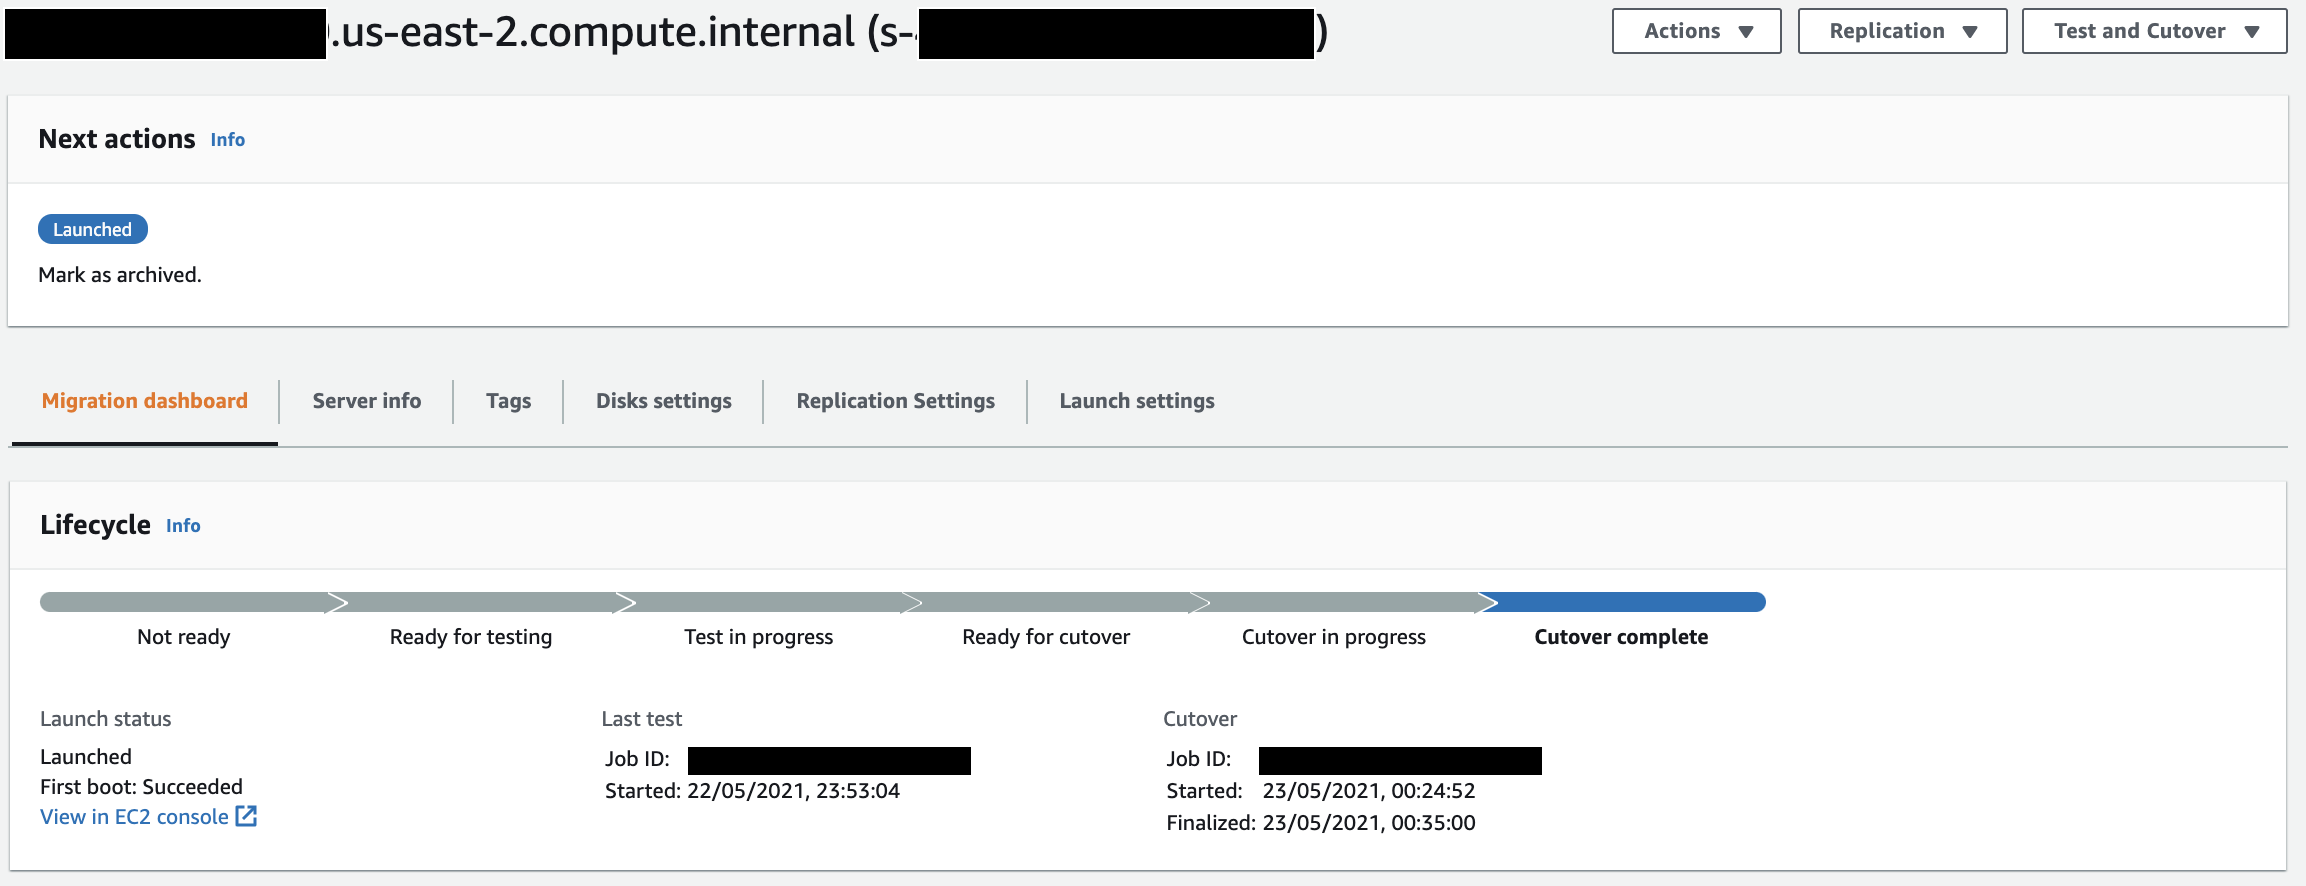 .us-east-2.compute.internal (s-
)
Actions
Replication
Test and Cutover
Next actions Info
Launched
Mark as archived.
Migration dashboard
Server info
Tags
Disks settings
Replication Settings
Launch settings
Lifecycle Info
Not ready
Ready for testing
Test in progress
Ready for cutover
Cutover in progress
Cutover complete
Launch status
Launched
First boot: Succeeded
View in EC2 console
Last test
Job ID:
Started: 22/05/2021, 23:53:04
Cutover
Job ID:
Started: 23/05/2021, 00:24:52
Finalized: 23/05/2021, 00:35:00